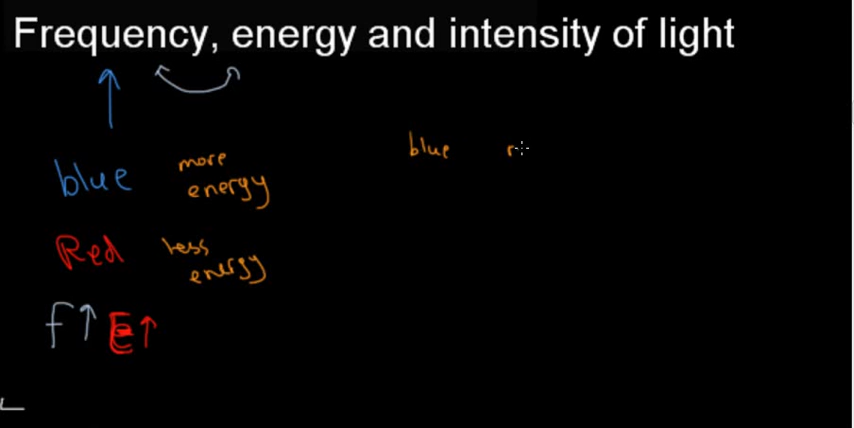 Frequency, energy and intensity of light
blue more energy
blue r
Red less energy
f↑ E↑